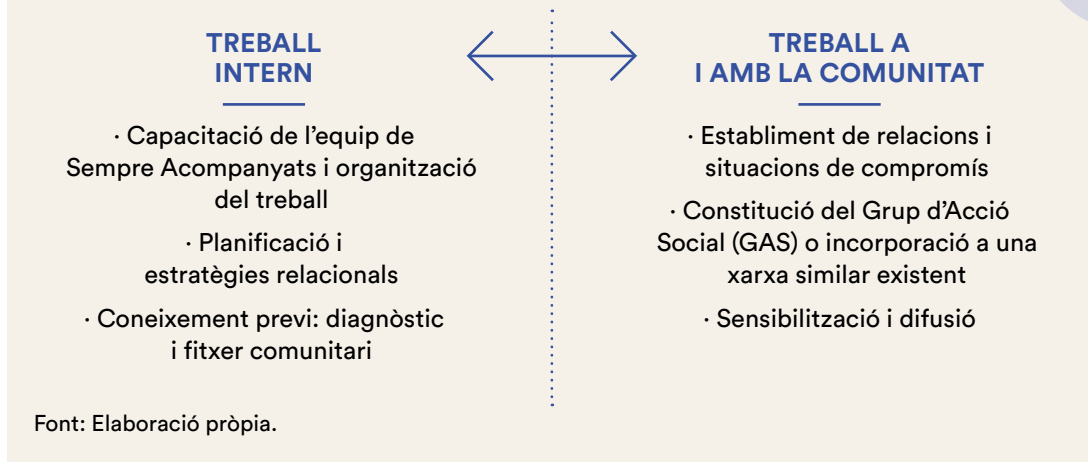 TREBALL
INTERN
· Capacitació de l’equip de
Sempre Acompanyats i organització
del treball
· Planificació i
estratègies relacionals
· Coneixement previ: diagnòstic
i fitxer comunitari
TREBALL A
I AMB LA COMUNITAT
· Establiment de relacions i
situacions de compromís
· Constitució del Grup d’Acció
Social (GAS) o incorporació a una
xarxa similar existent
· Sensibilització i difusió
Font: Elaboració pròpia.